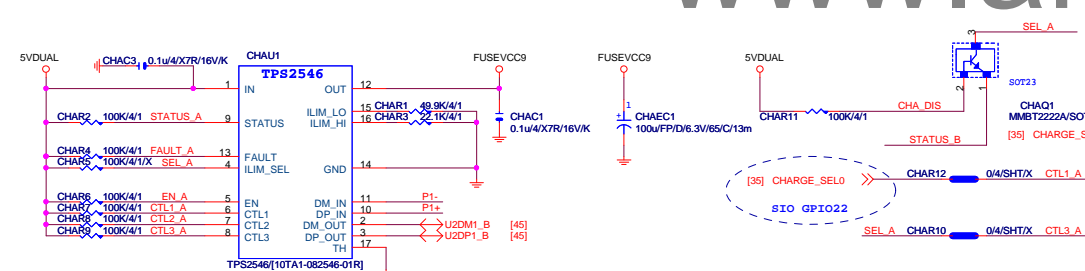 SEL_A
5VDUAL
CHAC3
0.1u/4/X7R/16V/K
CHAU1
TPS2546
FUSEVCC9
FUSEVCC9
5VDUAL
3
SOT23
1 IN
OUT 12
CHAR2 100K/4/1 STATUS_A 9 STATUS
ILIM_LO 15 CHAR1 49.9K/4/1
ILIM_HI 16 CHAR3 22.1K/4/1
CHAC1
0.1u/4/X7R/16V/K
1
+
CHAEC1
100u/FP/D/6.3V/65/C/13m
CHAR11 100K/4/1
CHA_DIS
2
1
CHAQ1
MMBT2222A/SOT
STATUS_B
[35] CHARGE_SE
CHAR4 100K/4/1 FAULT_A 13 FAULT
CHAR5 100K/4/1/X SEL_A 4 ILIM_SEL
GND 14
CHAR6 100K/4/1 EN_A 5 EN
CHAR7 100K/4/1 CTL1_A 6 CTL1
CHAR8 100K/4/1 CTL2_A 7 CTL2
CHAR9 100K/4/1 CTL3_A 8 CTL3
DM_IN 11 P1-
DP_IN 10 P1+
DM_OUT 2 U2DM1_B [45]
DP_OUT 3 U2DP1_B [45]
TH 17
TPS2546/[10TA1-082546-01R]
[35] CHARGE_SEL0
SIO GPIO22
CHAR12 0/4/SHT/X CTL1_A
SEL_A CHAR10 0/4/SHT/X CTL3_A